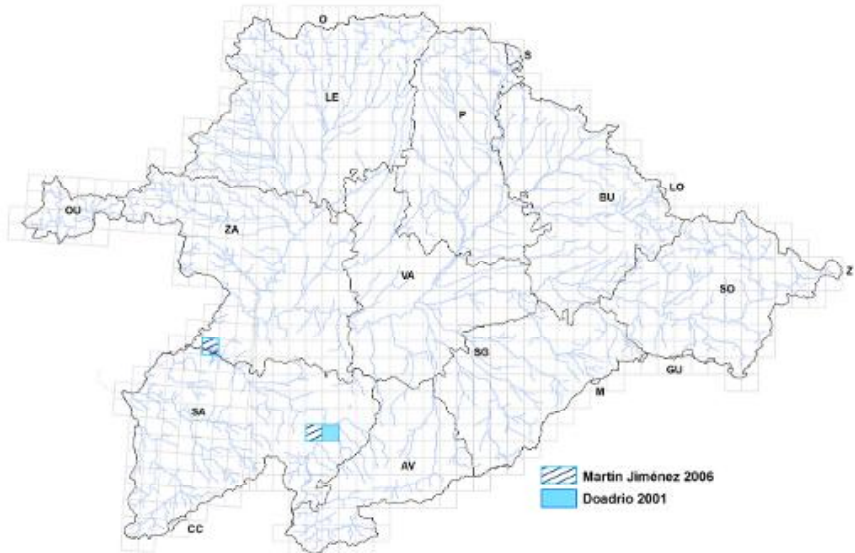 O
S
LE
P
LO
BU
OU
ZA
Z
VA
SO
SG
GU
M
SA
AV
Martín Jiménez 2006
Doadrio 2001
CC